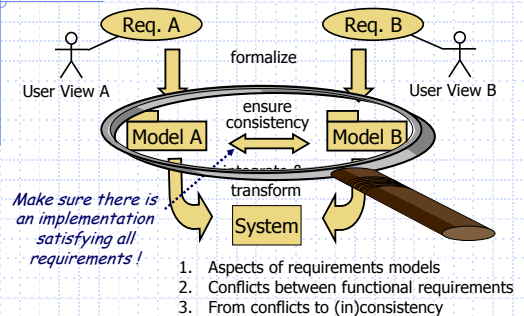 Req. A
Req. B
formalize
User View A
User View B
ensure
consistency
Model A
Model B
transform
Make sure there is
an implementation
satisfying all
requirements !
System
1. Aspects of requirements models
2. Conflicts between functional requirements
3. From conflicts to (in)consistency